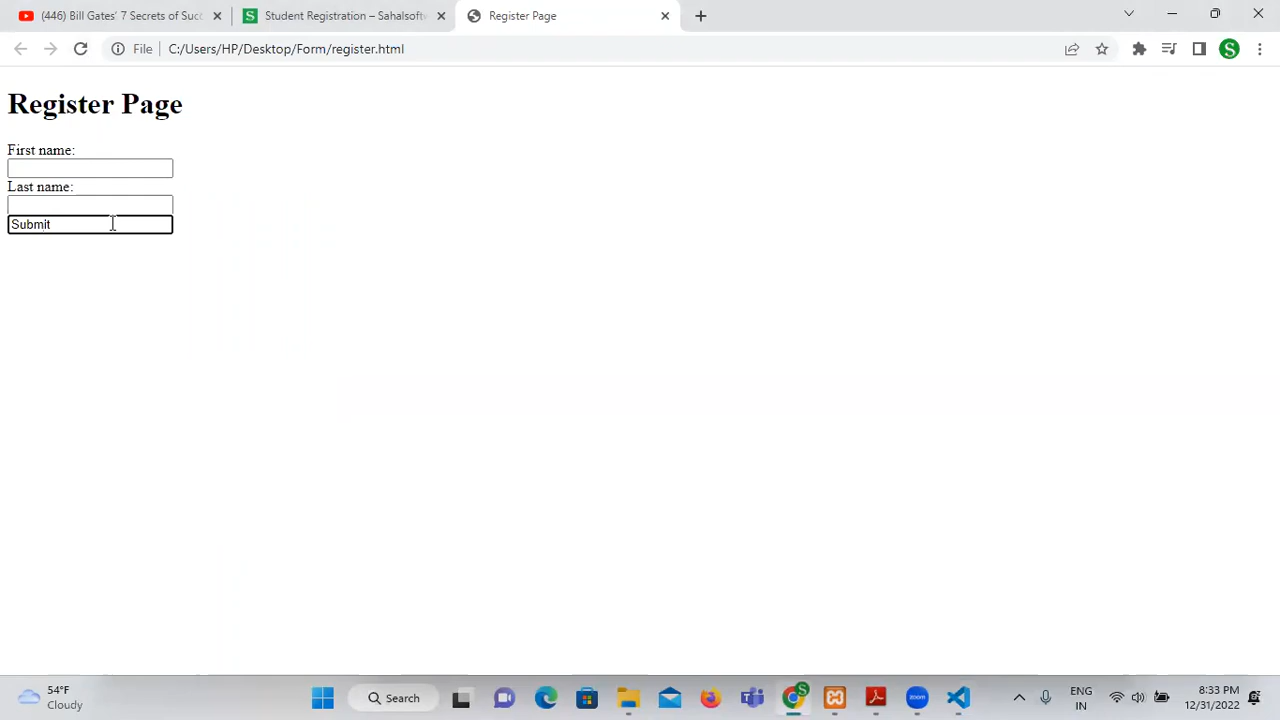 (446) Bill Gates' 7 Secrets of Suc
Student Registration – Sahalsoft
Register Page
File
C:/Users/HP/Desktop/Form/register.html
S
Register Page
First name:
Last name:
Submit
54°F
Cloudy
Search
zoom
ENG
IN
8:33 PM
12/31/2022